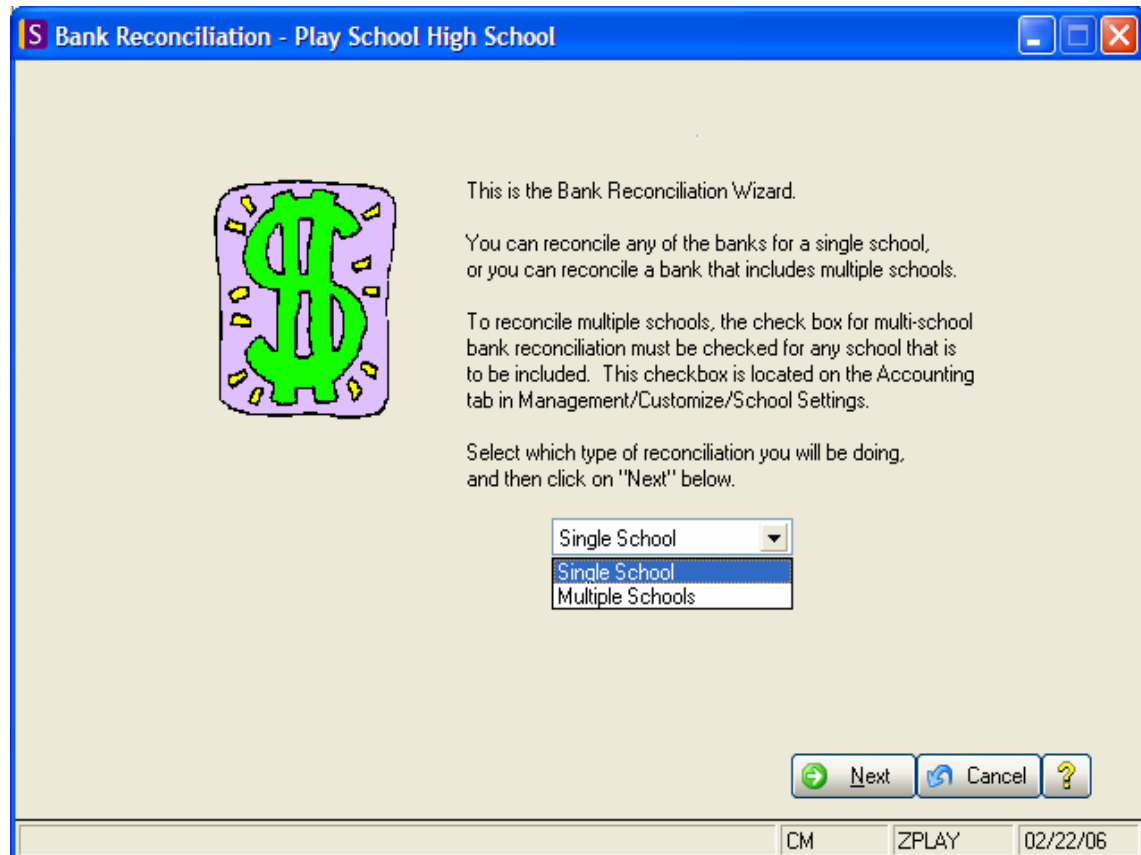 S Bank Reconciliation - Play School High School
This is the Bank Reconciliation Wizard.
You can reconcile any of the banks for a single school,
or you can reconcile a bank that includes multiple schools.
To reconcile multiple schools, the check box for multi-school
bank reconciliation must be checked for any school that is
to be included. This checkbox is located on the Accounting
tab in Management/Customize/School Settings.
Select which type of reconciliation you will be doing,
and then click on "Next" below.
Single School
Single School
Multiple Schools
Next Cancel ?
CM ZPLAY 02/22/06